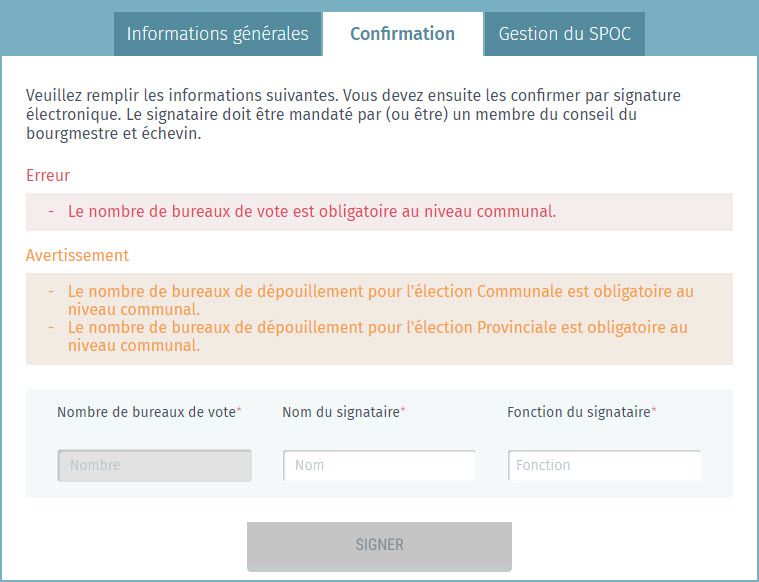 Informations générales
Confirmation
Gestion du SPOC
Veuillez remplir les informations suivantes. Vous devez ensuite les confirmer par signature
électronique. Le signataire doit être mandaté par (ou être) un membre du conseil du
bourgmestre et échevin.
Erreur
- Le nombre de bureaux de vote est obligatoire au niveau communal.
Avertissement
- Le nombre de bureaux de dépouillement pour l'élection Communale est obligatoire au
niveau communal.
- Le nombre de bureaux de dépouillement pour l'élection Provinciale est obligatoire au
niveau communal.
Nombre de bureaux de vote*
Nom du signataire*
Fonction du signataire*
Nombre
Nom
Fonction
SIGNER